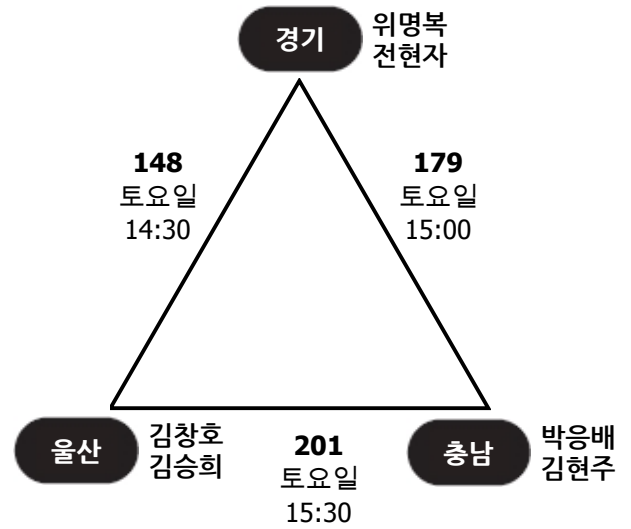 경기
위명복
전현자
148
토요일
14:30
179
토요일
15:00
울산
김창호
김승희
201
토요일
15:30
충남
박응배
김현주